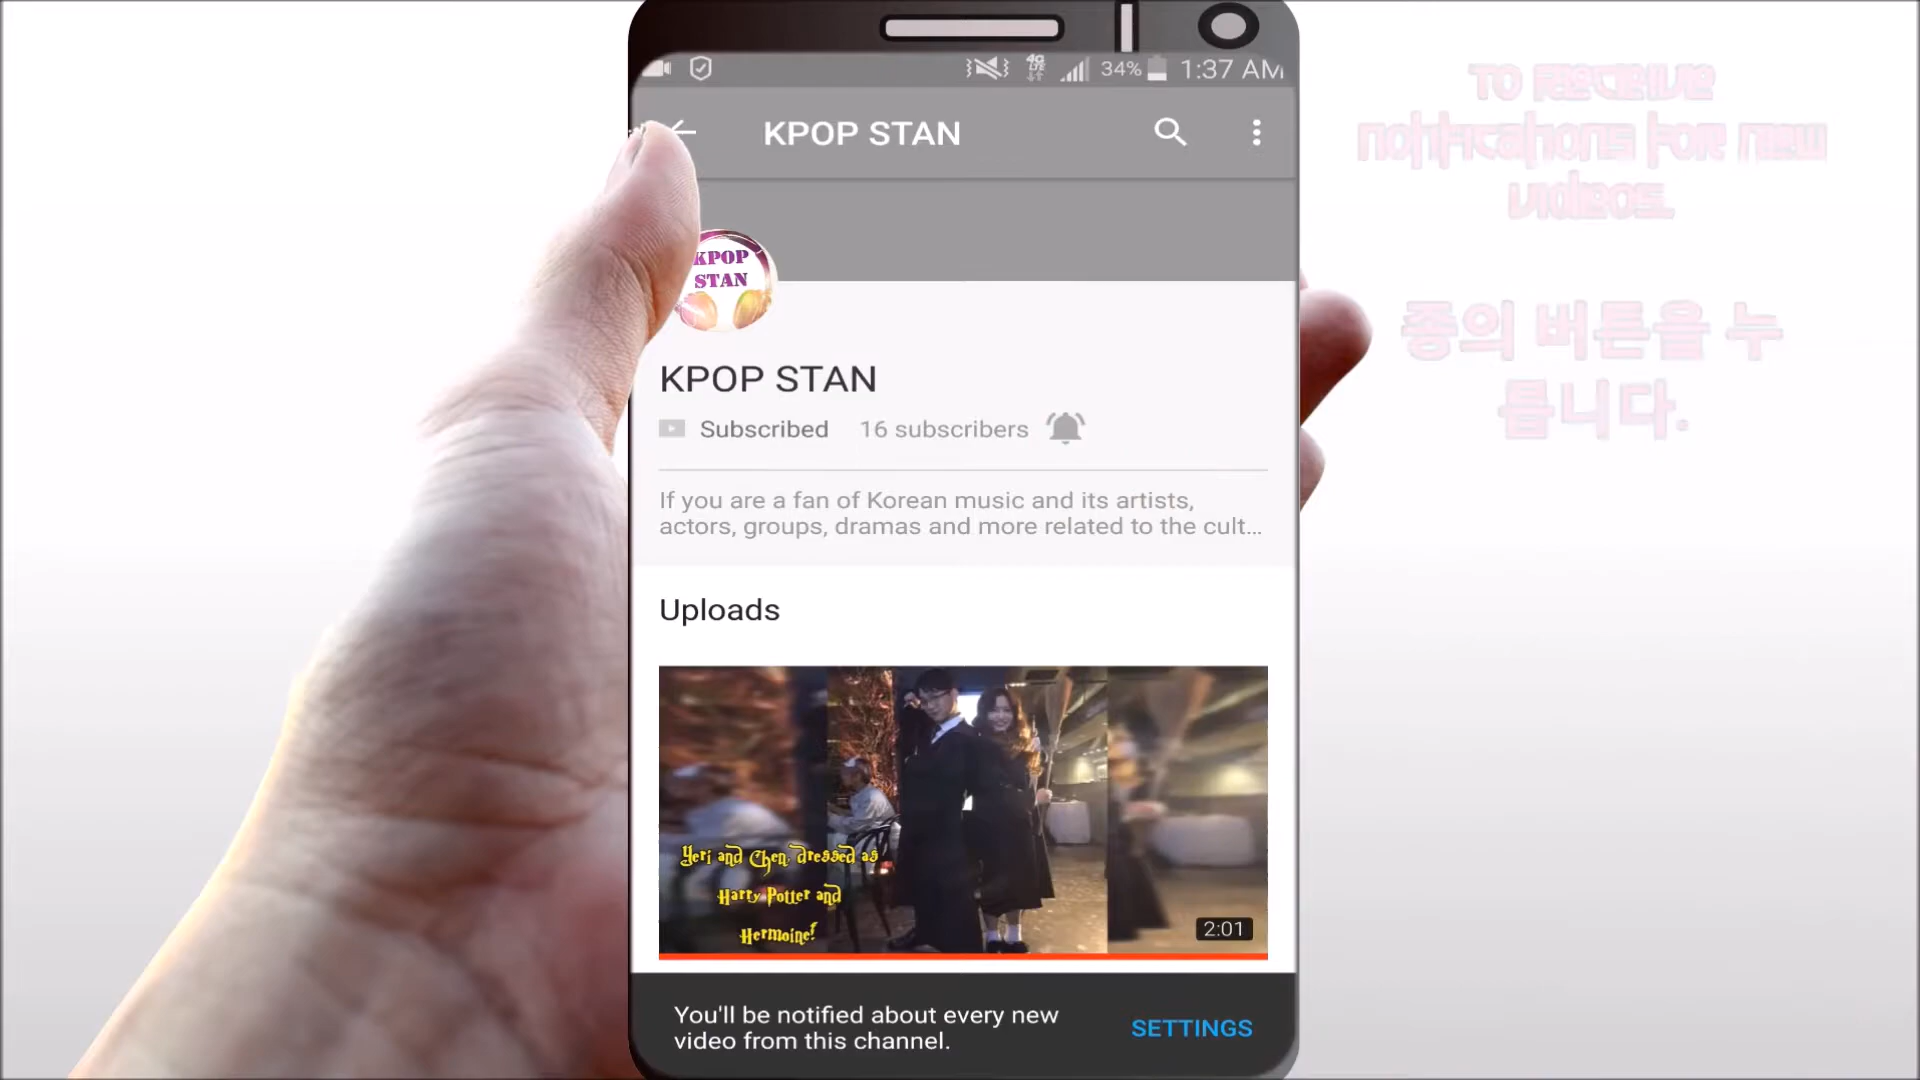 34%
1:37 AM
KPOP STAN
KPOP
STAN
KPOP STAN
Subscribed 16 subscribers
If you are a fan of Korean music and its artists,
actors, groups, dramas and more related to the cult...
Uploads
Yeri and Chen, dressed as
Harry Potter and
Hermoine!
2:01
You'll be notified about every new
video from this channel.
SETTINGS
To receive
notifications for new
videos.
종의 버튼을 누
릅니다.